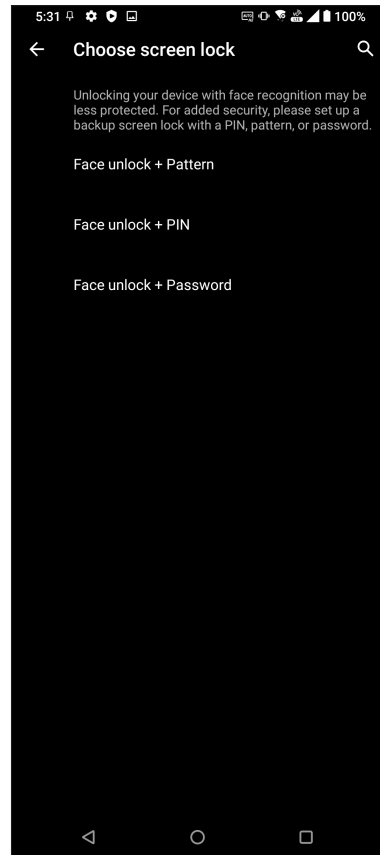 5:31
100%
Choose screen lock
Unlocking your device with face recognition may be
less protected. For added security, please set up a
backup screen lock with a PIN, pattern, or password.
Face unlock + Pattern
Face unlock + PIN
Face unlock + Password